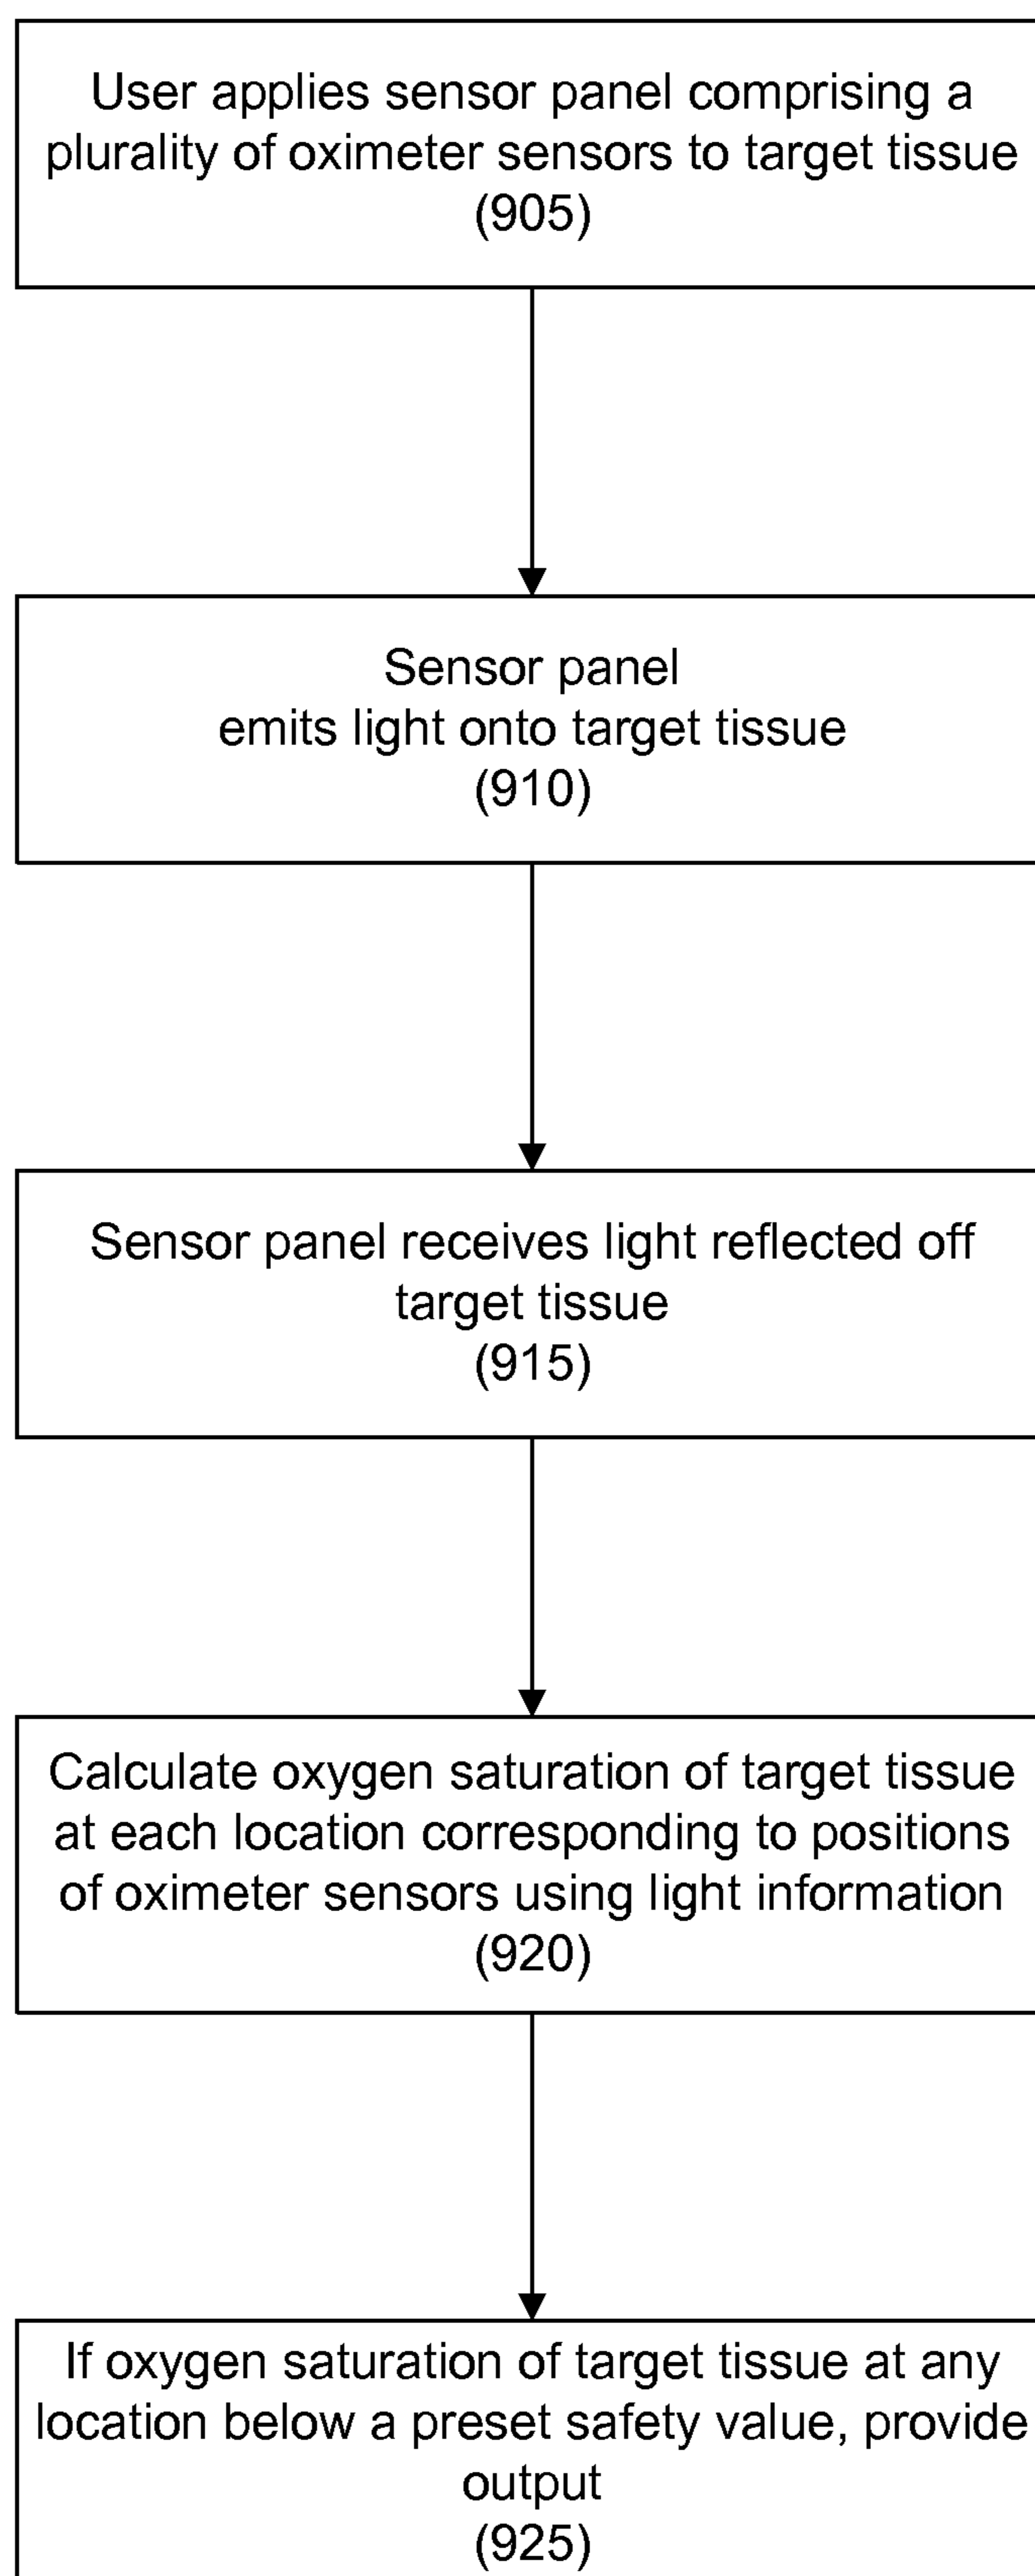 User applies sensor panel comprising a
plurality of oximeter sensors to target tissue
(905)
Sensor panel
emits light onto target tissue
(910)
Sensor panel receives light reflected off
target tissue
(915)
Calculate oxygen saturation of target tissue
at each location corresponding to positions
of oximeter sensors using light information
(920)
If oxygen saturation of target tissue at any
location below a preset safety value, provide
output
(925)